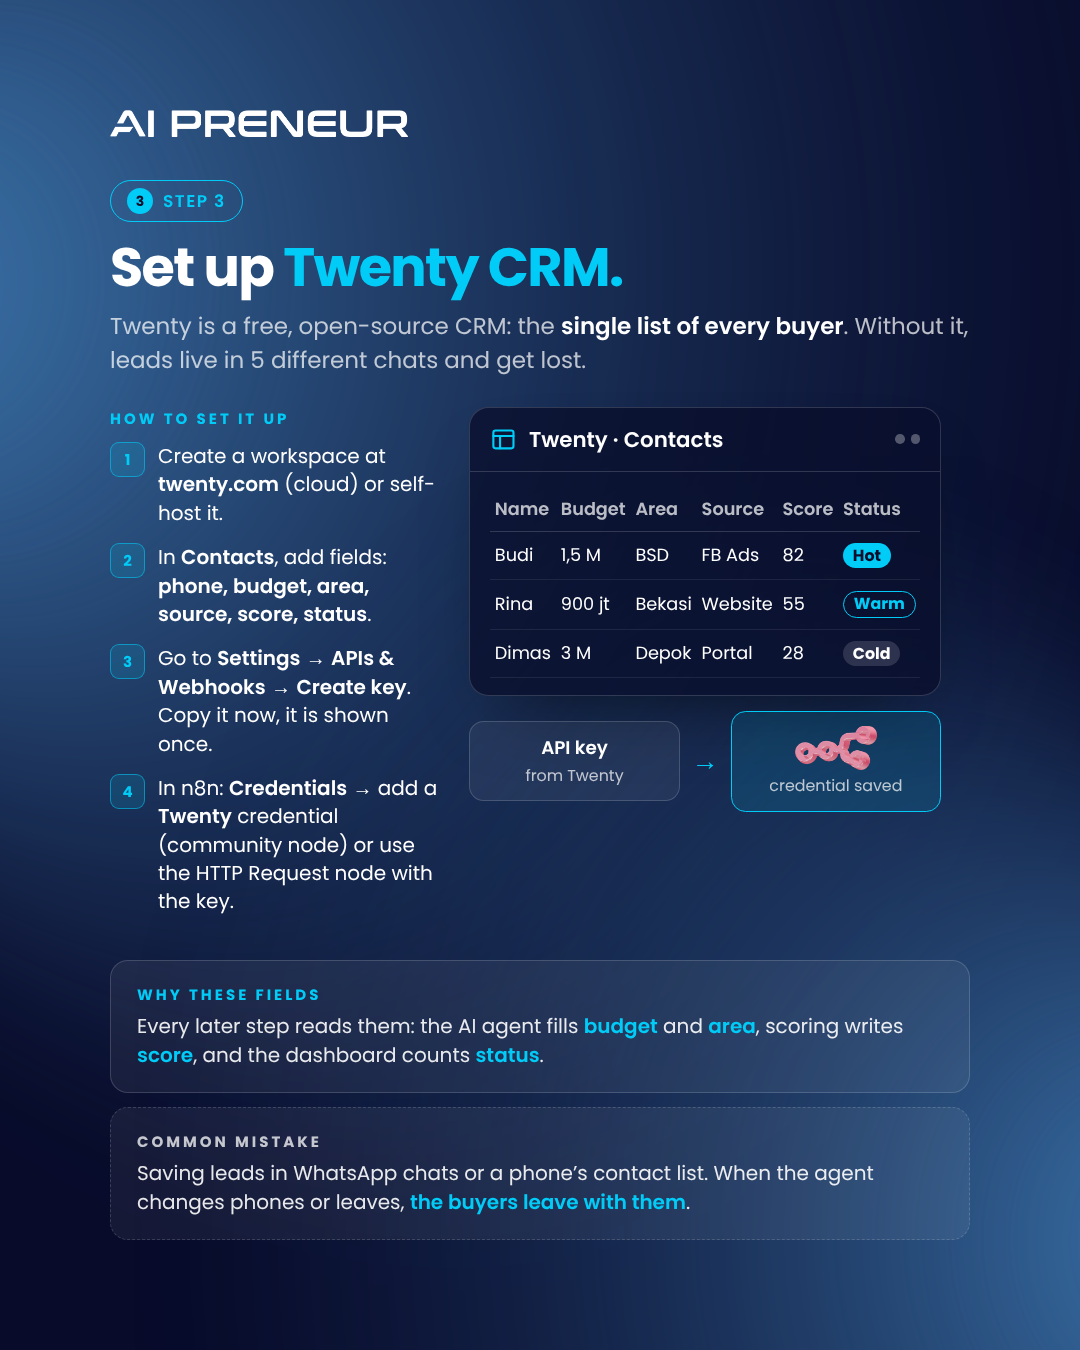 AI PRENEUR
3 STEP 3
Set up Twenty CRM.
Twenty is a free, open-source CRM: the single list of every buyer. Without it,
leads live in 5 different chats and get lost.
HOW TO SET IT UP
1 Create a workspace at
twenty.com (cloud) or self-
host it.
2 In Contacts, add fields:
phone, budget, area,
source, score, status.
3 Go to Settings → APIs &
Webhooks → Create key.
Copy it now, it is shown
once.
4 In n8n: Credentials → add a
Twenty credential
(community node) or use
the HTTP Request node with
the key.
Twenty · Contacts
Name Budget Area Source Score Status
Budi 1,5 M BSD FB Ads 82 Hot
Rina 900 jt Bekasi Website 55 Warm
Dimas 3 M Depok Portal 28 Cold
API key
from Twenty
→
credential saved
WHY THESE FIELDS
Every later step reads them: the AI agent fills budget and area, scoring writes
score, and the dashboard counts status.
COMMON MISTAKE
Saving leads in WhatsApp chats or a phone’s contact list. When the agent
changes phones or leaves, the buyers leave with them.